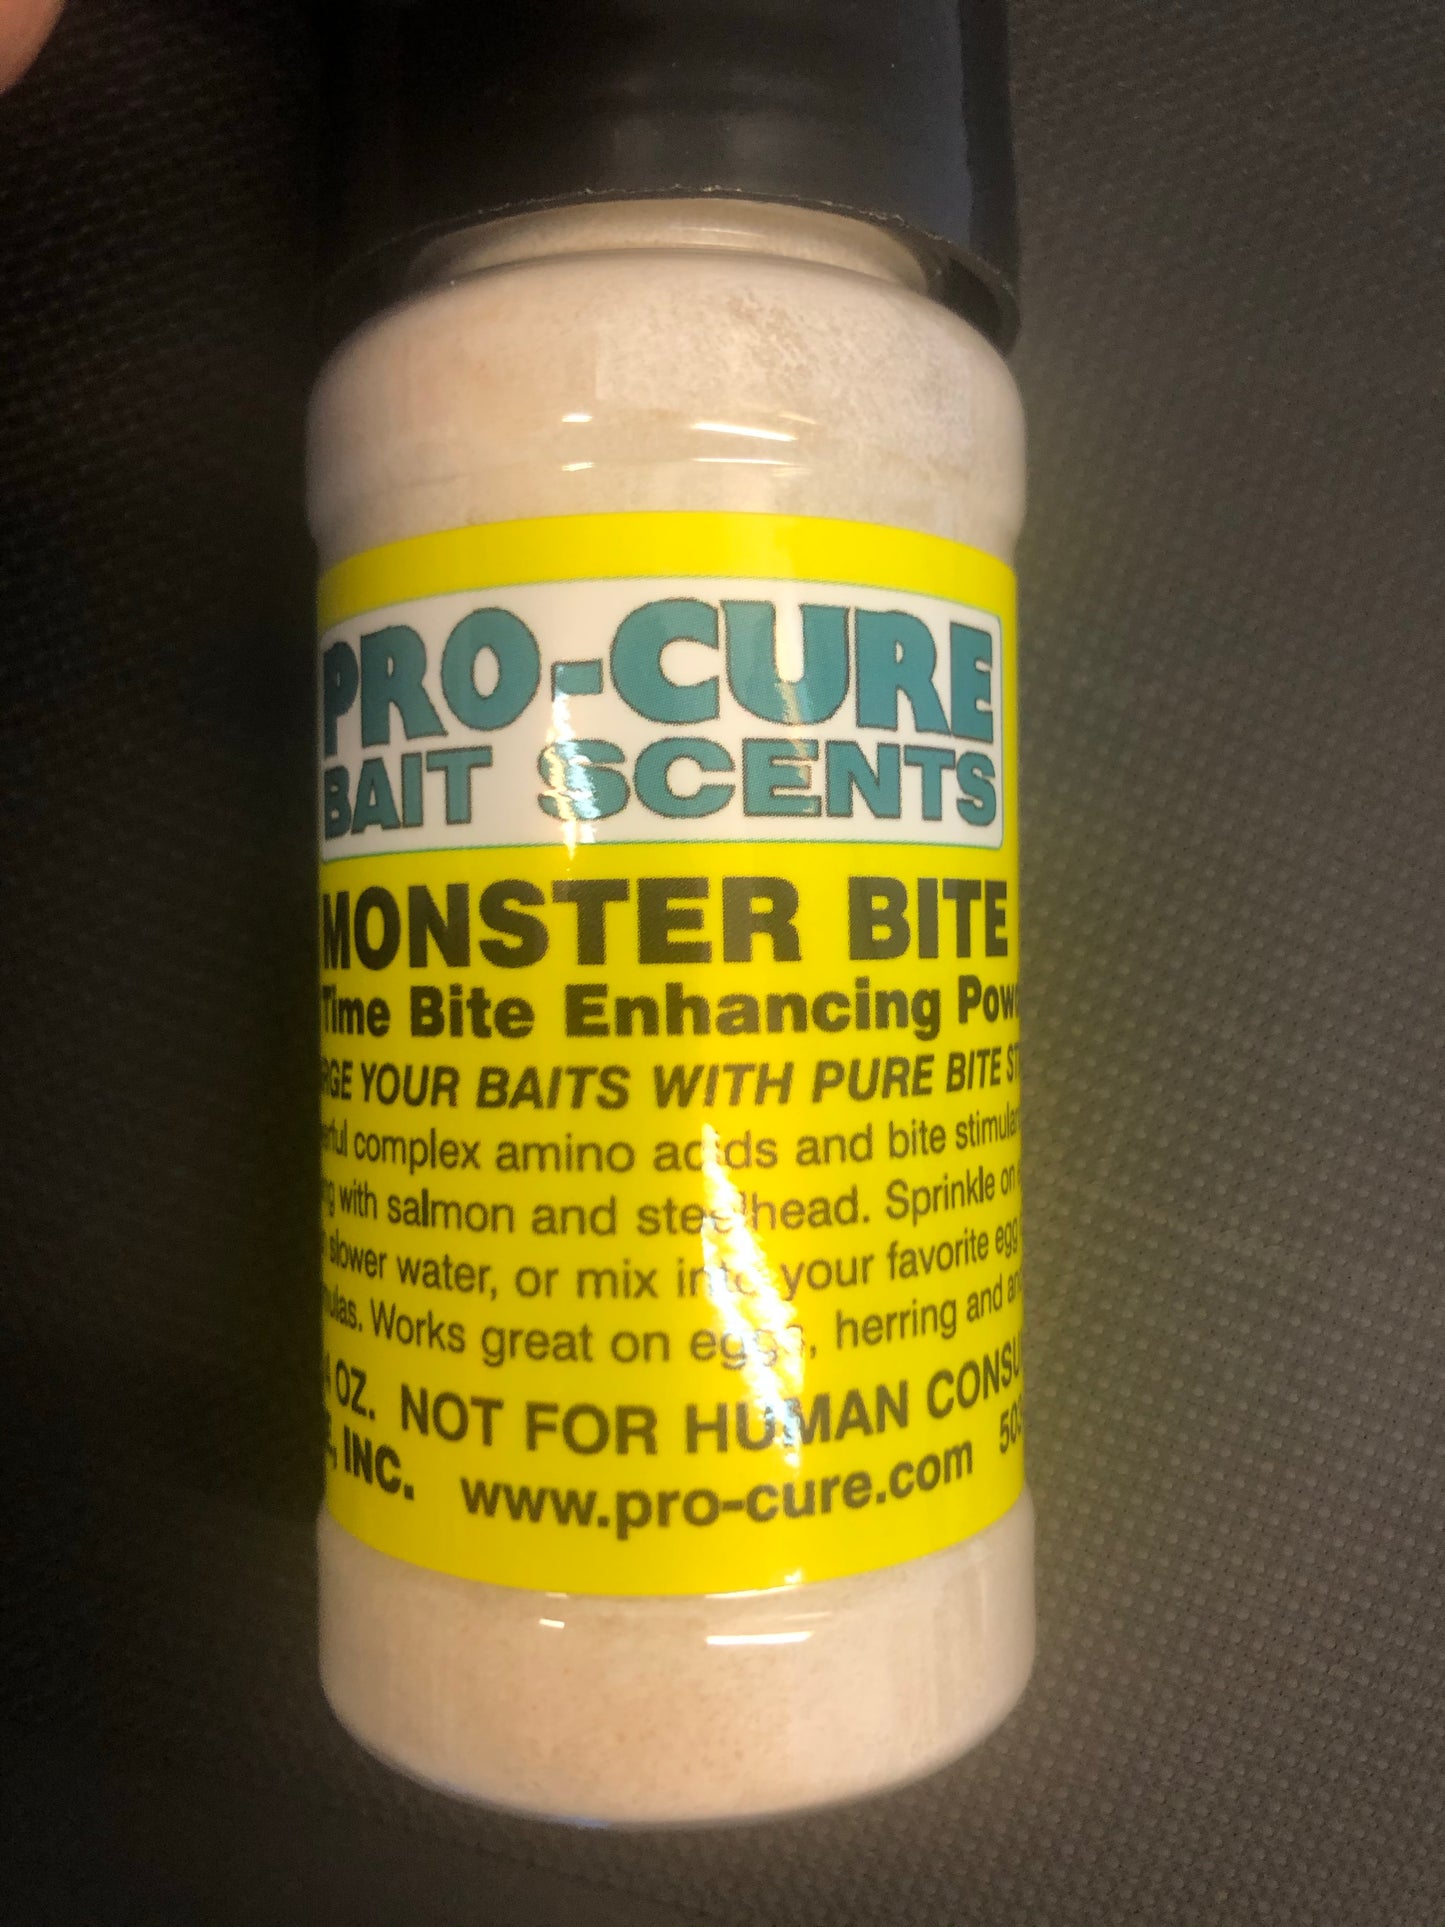 PRO-CURE
BAIT SCENTS
MONSTER BITE
Time Bite Enhancing
YOUR BAITS WITH PURE BITE
complex amino acids and bite
with salmon and steelhead. Sprinkle on
slower water, or mix into your favorite egg
Works great on eggs, herring and
OZ. NOT FOR HUMAN
INC. www.pro-cure.com